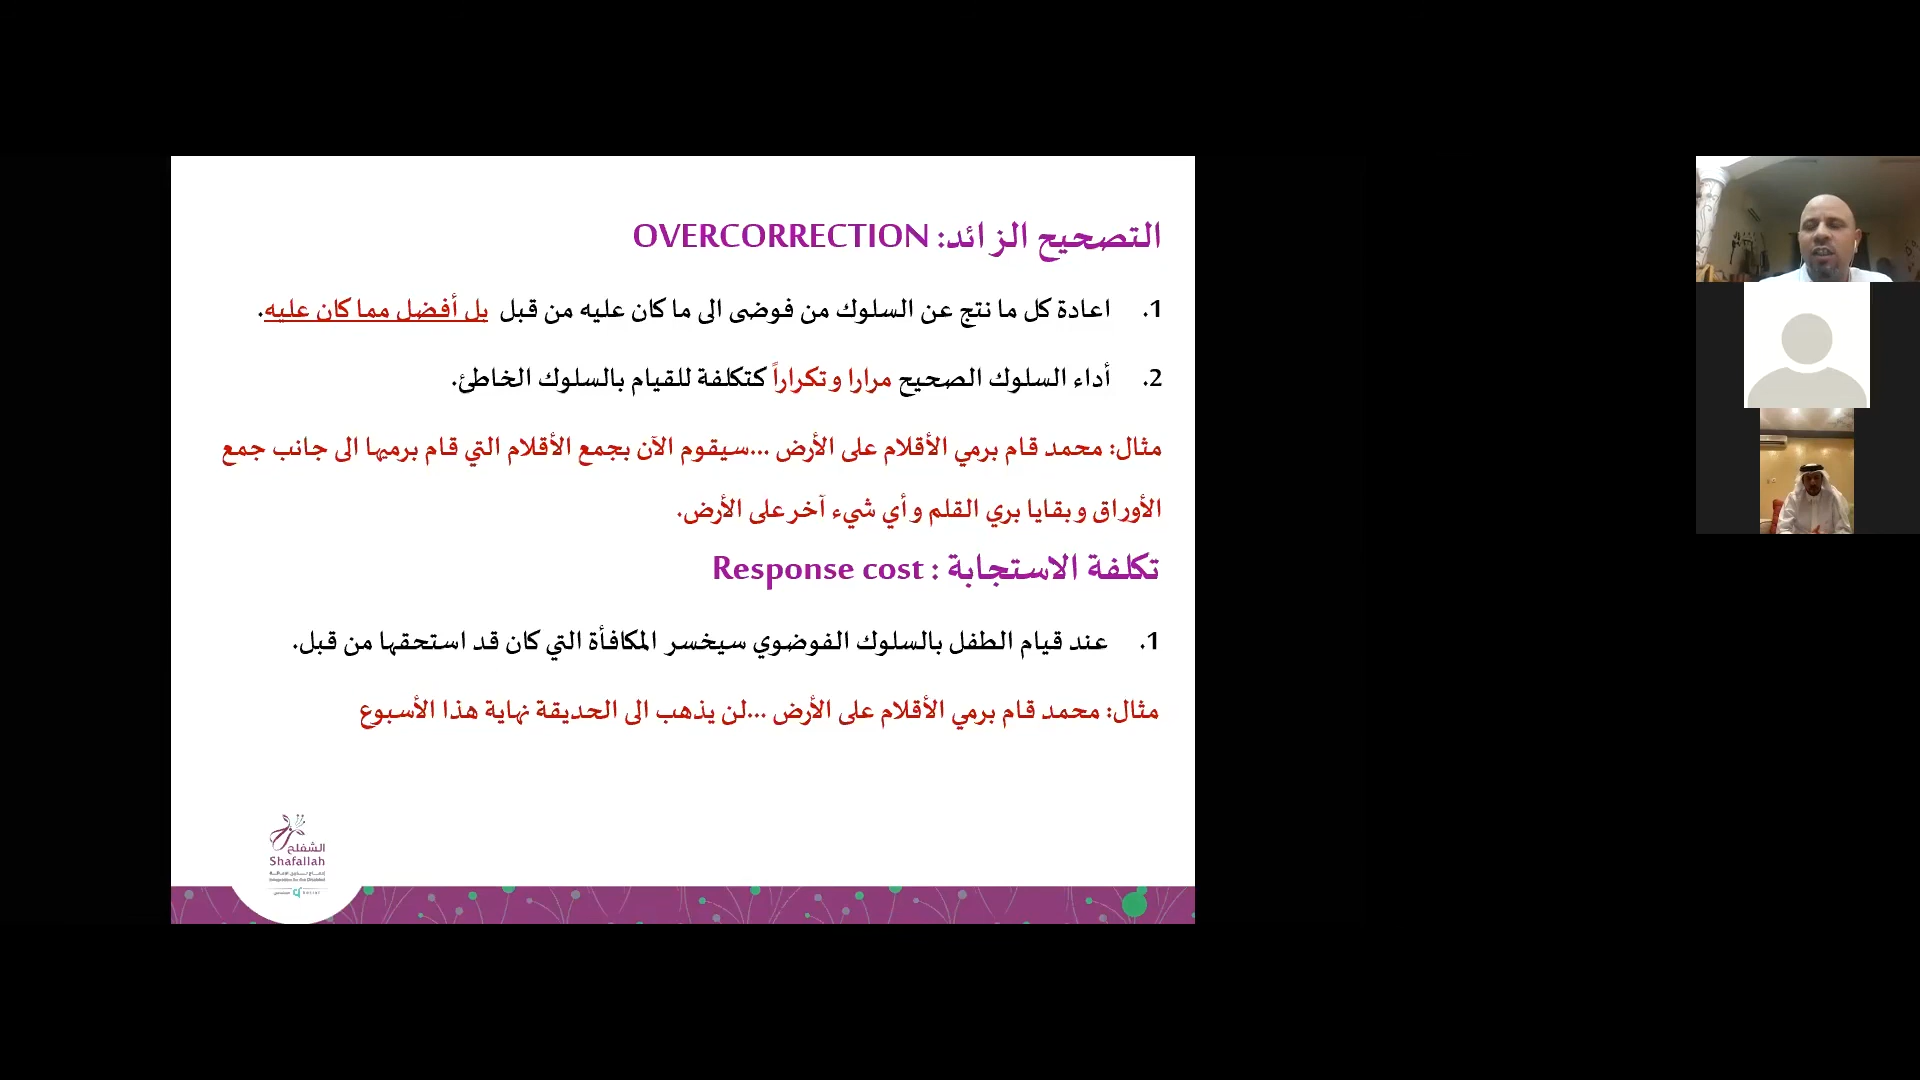 التصحيح الزائد: OVERCORRECTION
1. اعادة كل ما نتج عن السلوك من فوضى الى ما كان عليه من قبل بل أفضل مما كان عليه.
2. أداء السلوك الصحيح مرارا وتكراراً كتكلفة للقيام بالسلوك الخاطئ.
مثال: محمد قام برمي الأقلام على الأرض ...سيقوم الآن بجمع الأقلام التي قام برميها الى جانب جمع
الأوراق وبقايا بري القلم وأي شيء آخر على الأرض.
تكلفة الاستجابة : Response cost
1. عند قيام الطفل بالسلوك الفوضوي سيخسر المكافأة التي كان قد استحقها من قبل.
مثال: محمد قام برمي الأقلام على الأرض ...لن يذهب الى الحديقة نهاية هذا الأسبوع
الشفلح
Shafallah